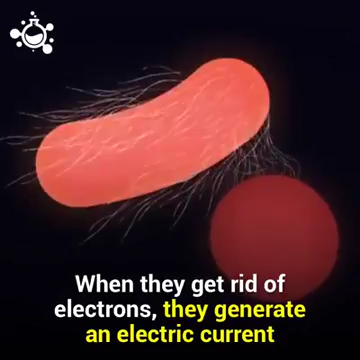 When they get rid of
electrons, they generate
an electric current